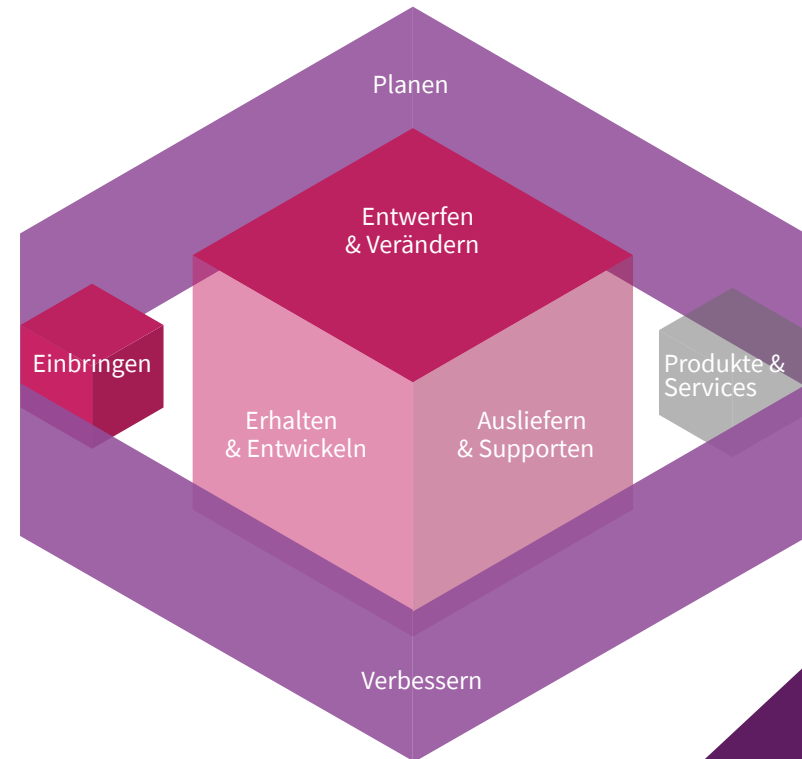 Planen
Entwerfen
& Verändern
Einbringen
Produkte &
Services
Erhalten
& Entwickeln
Ausliefern
& Supporten
Verbessern